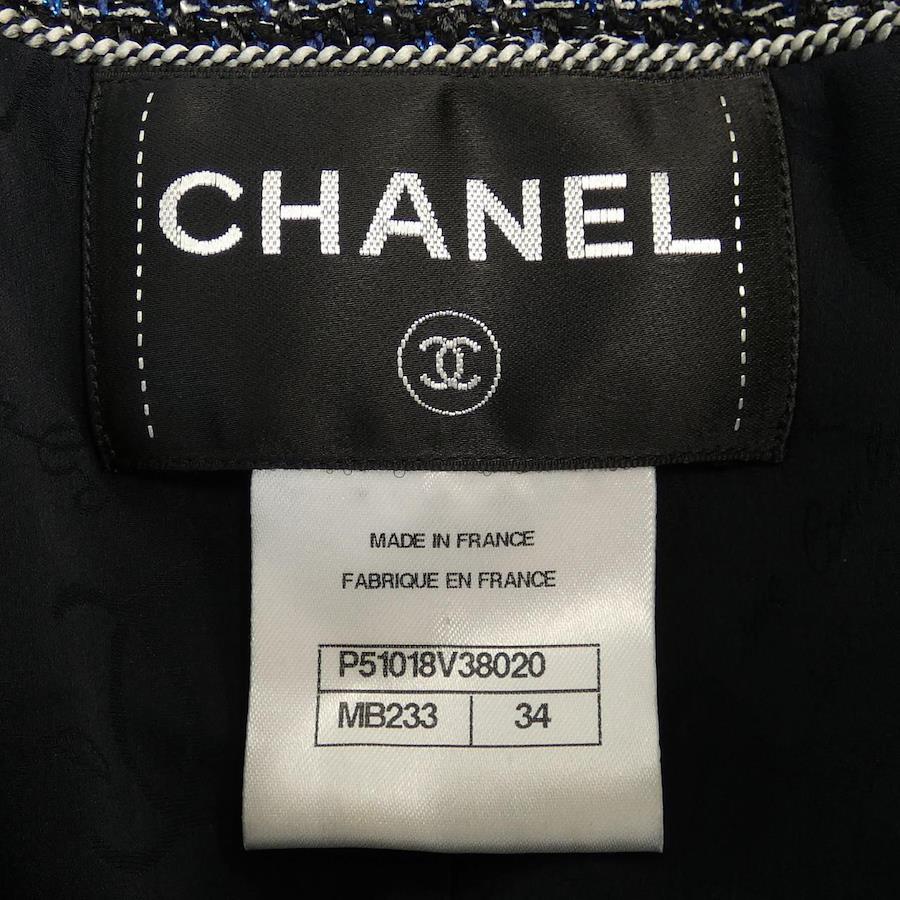 CHANEL
MADE IN FRANCE
FABRIQUE EN FRANCE
P51018V38020
MB233 34